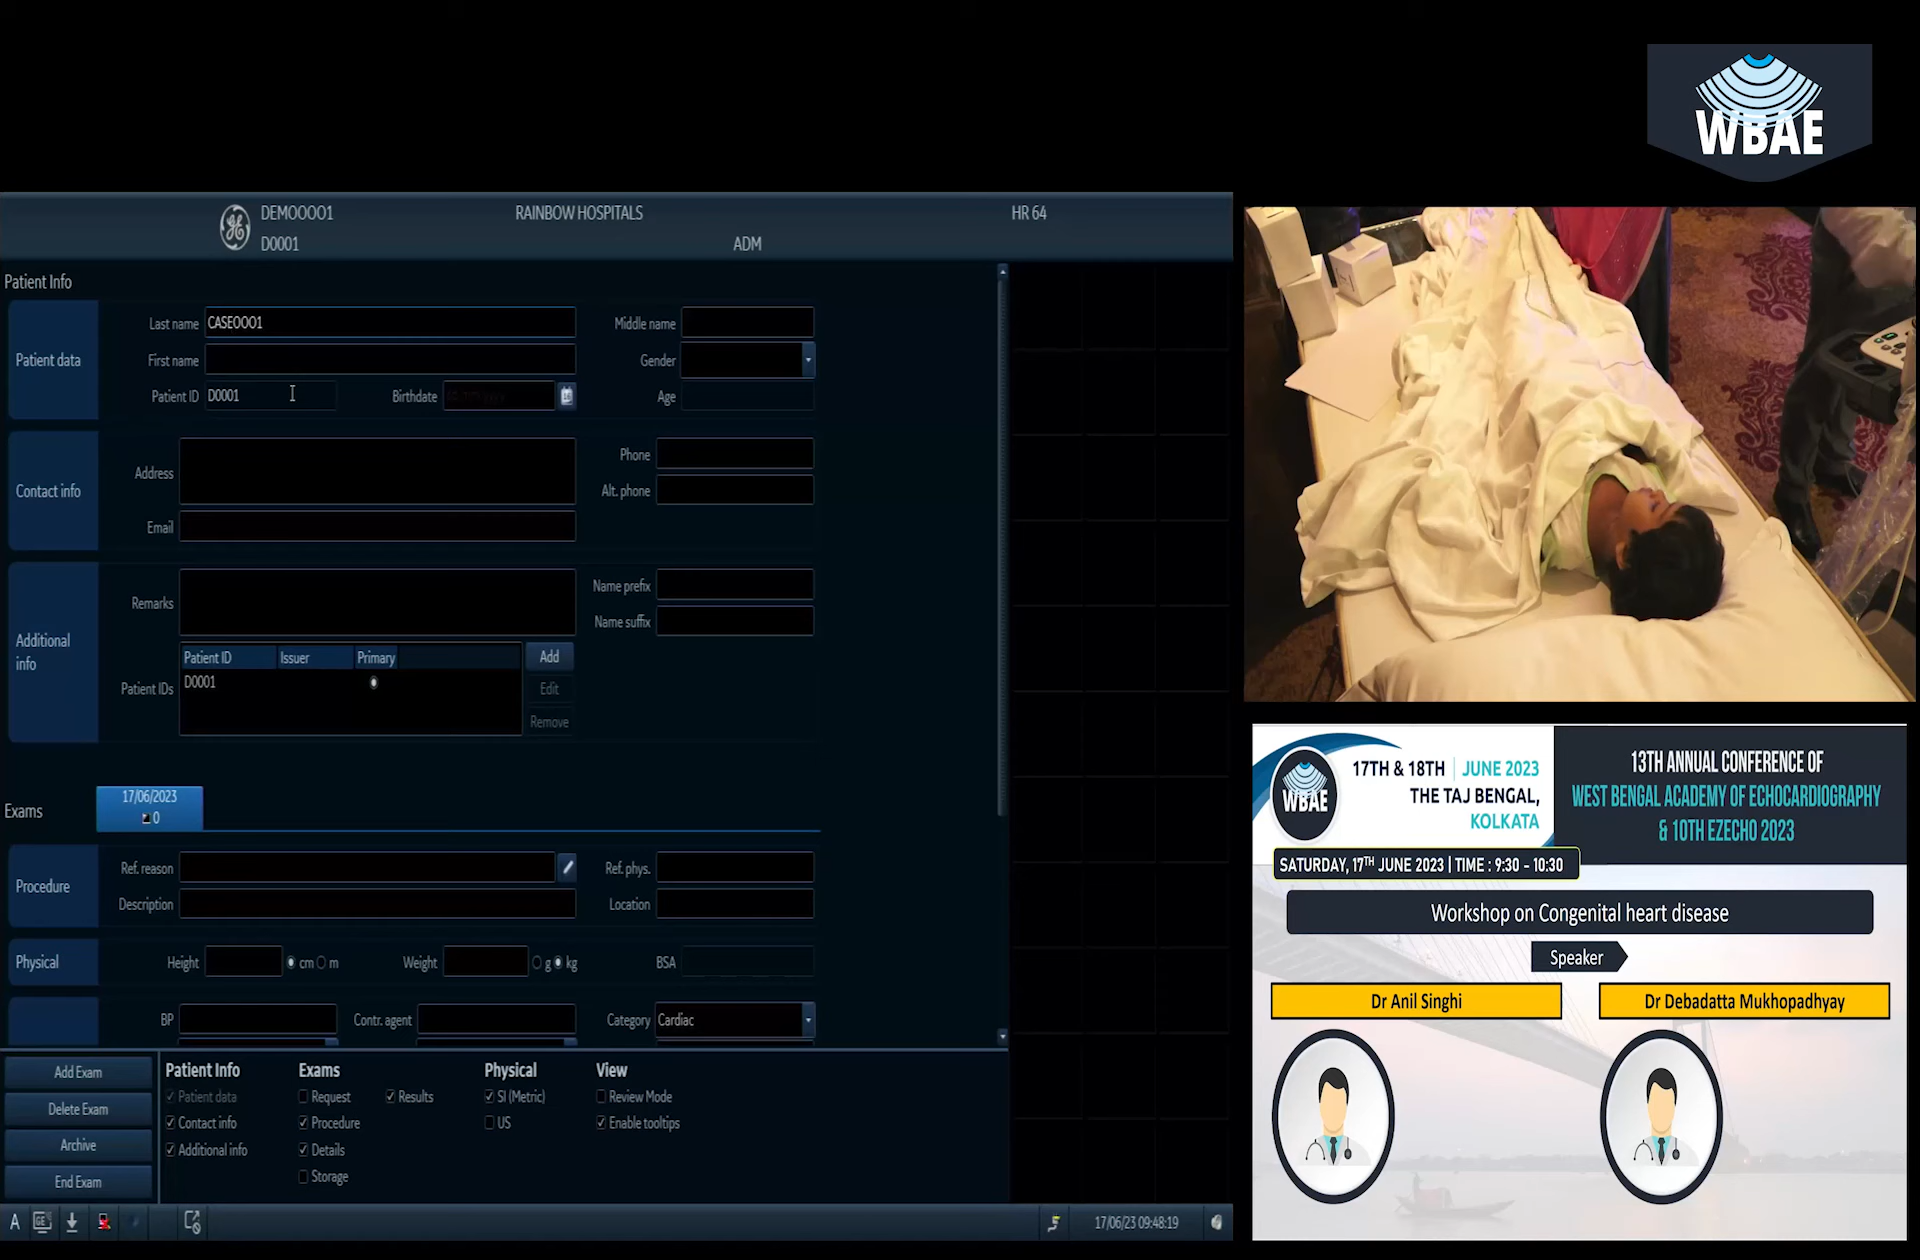 WBAE
DEMO0001
RAINBOW HOSPITALS
HR 64
D0001
ADM
Patient Info
Patient data
Last name CASE0001
Middle name
First name
Gender
Patient ID D0001
Birthdate
Age
Contact info
Address
Phone
Alt. phone
Email
Additional info
Remarks
Name prefix
Name suffix
Patient ID Issuer Primary
Add
Patient IDs
D0001
Edit
Remove
Exams
17/06/2023
0
Procedure
Ref. reason
Ref. phys.
Description
Location
Physical
Height
cm m
Weight
g kg
BSA
BP
Contr. agent
Category Cardiac
Add Exam
Delete Exam
Archive
End Exam
Patient Info
Patient data
Contact info
Additional info
Exams
Request
Results
Procedure
Details
Storage
Physical
SI (Metric)
US
View
Review Mode
Enable tooltips
A
17/06/23 09:48:19
WBAE
17TH & 18TH JUNE 2023
THE TAJ BENGAL,
KOLKATA
13TH ANNUAL CONFERENCE OF
WEST BENGAL ACADEMY OF ECHOCARDIOGRAPHY
& 10TH EZECHO 2023
SATURDAY, 17TH JUNE 2023 | TIME : 9:30 - 10:30
Workshop on Congenital heart disease
Speaker
Dr Anil Singhi
Dr Debadatta Mukhopadhyay